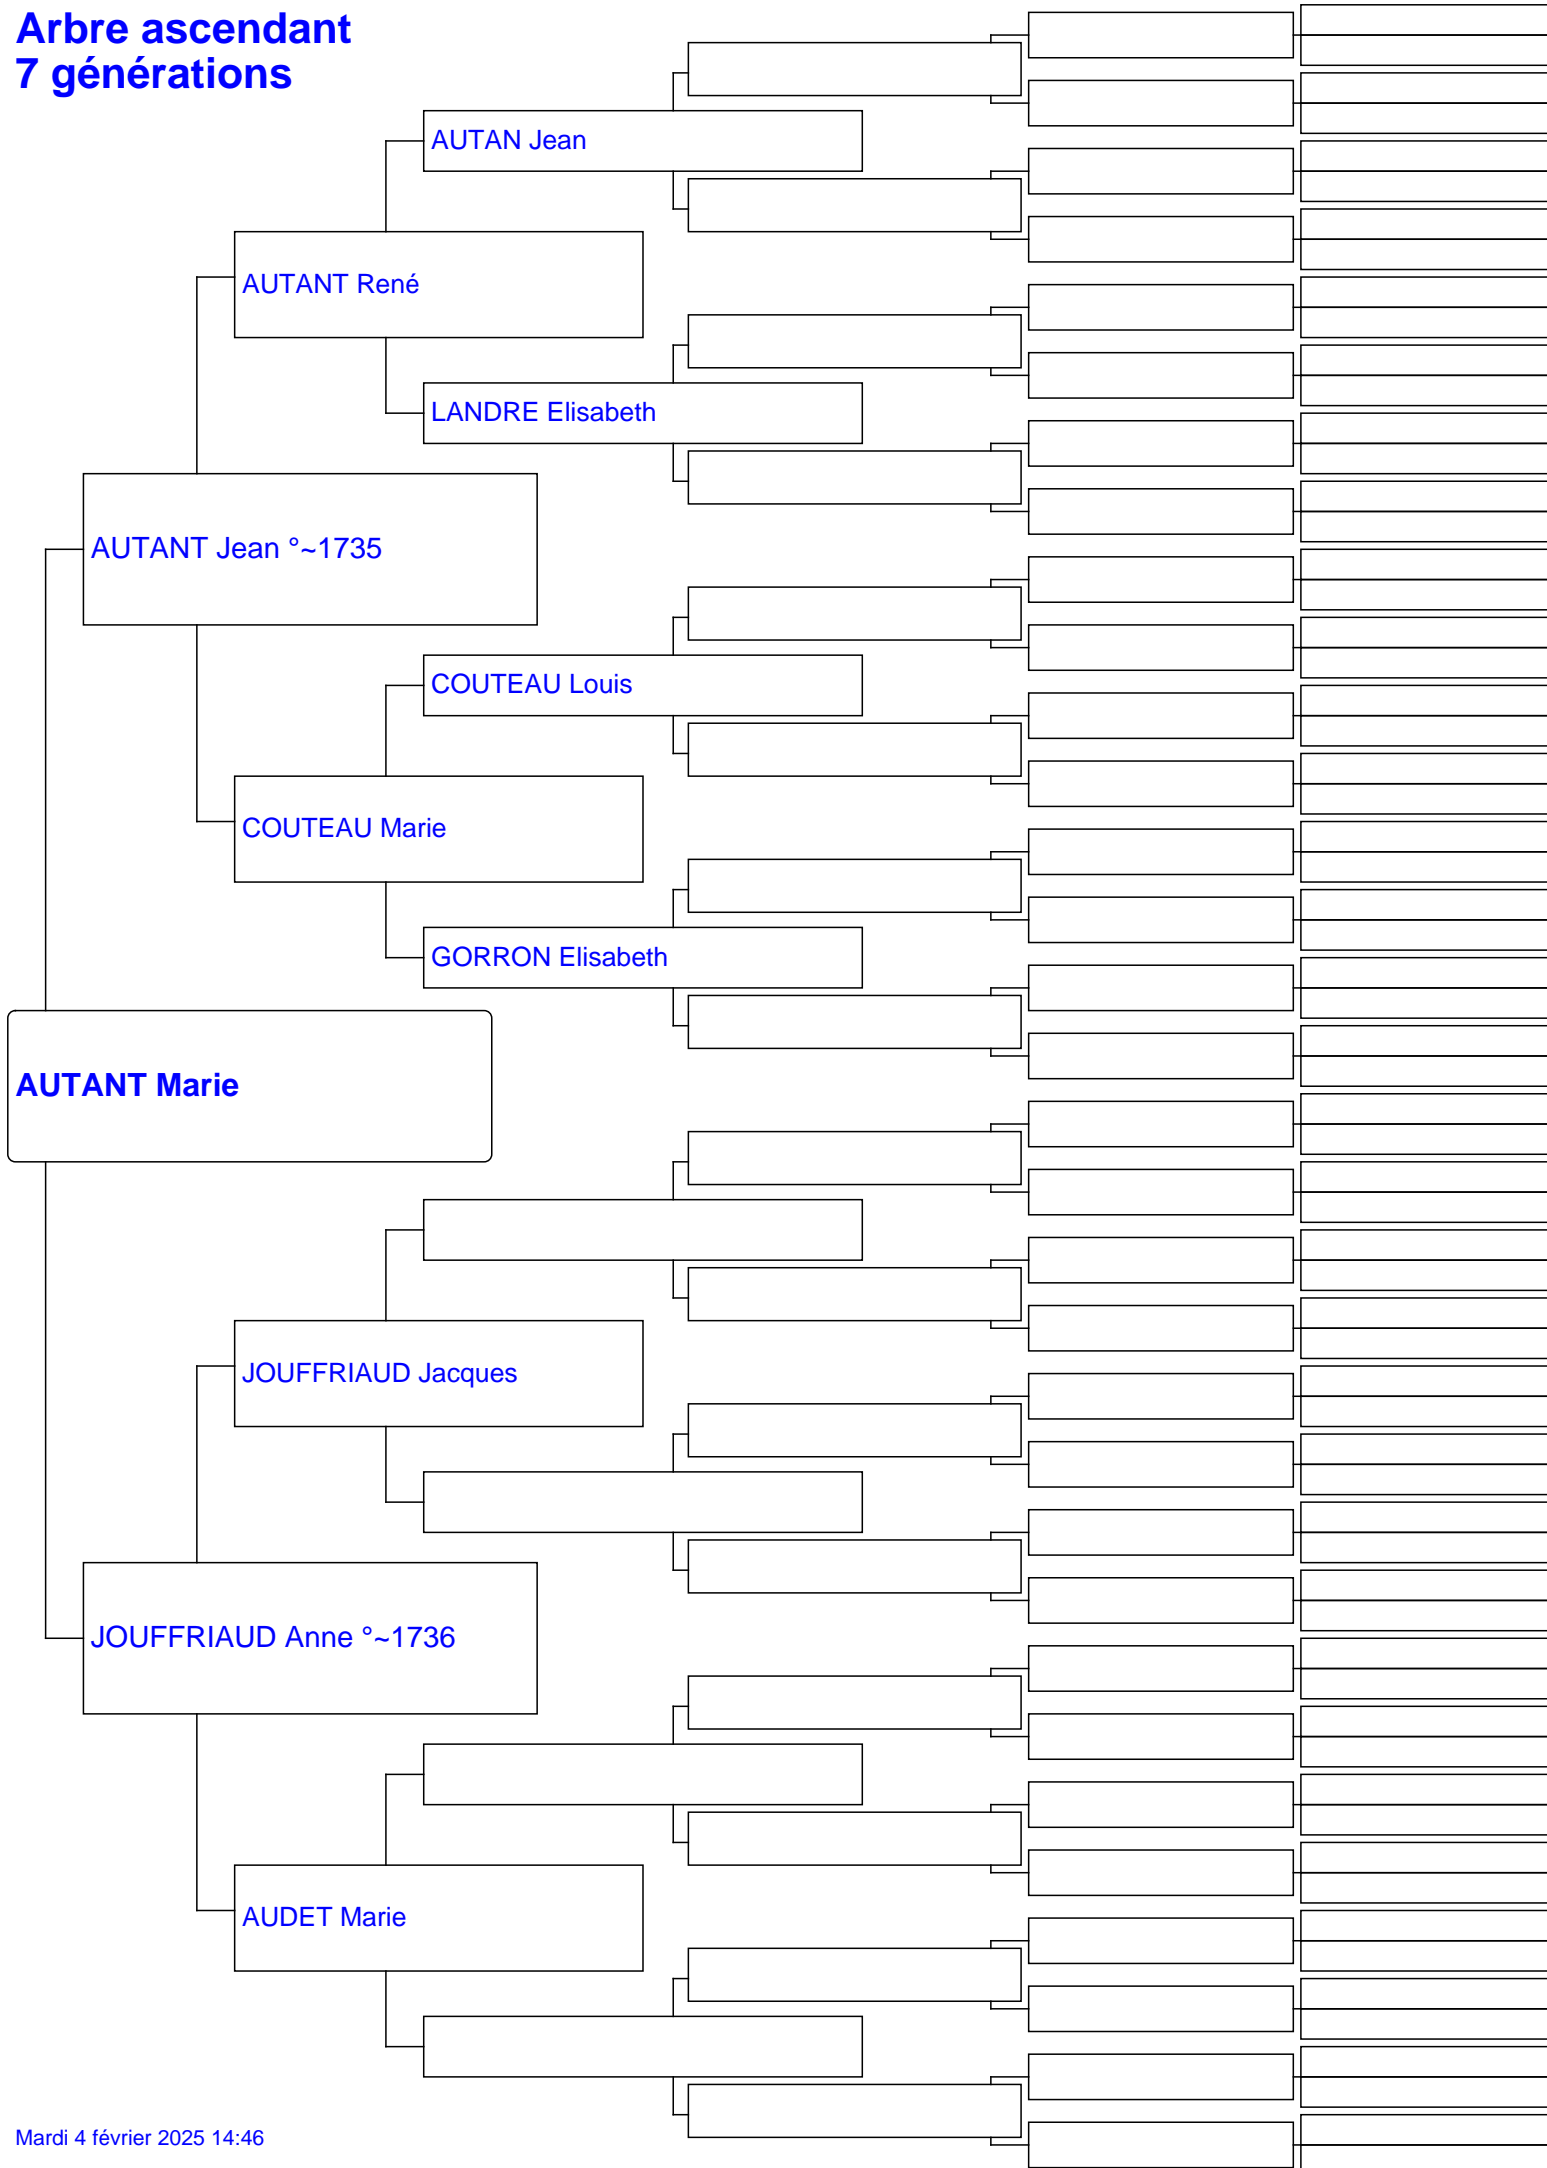 Arbre ascendant
7 générations
AUTAN Jean
AUTANT René
LANDRE Elisabeth
AUTANT Jean °~1735
COUTEAU Louis
COUTEAU Marie
GORRON Elisabeth
AUTANT Marie
JOUFFRIAUD Jacques
JOUFFRIAUD Anne °~1736
AUDET Marie
Mardi 4 février 2025 14:46